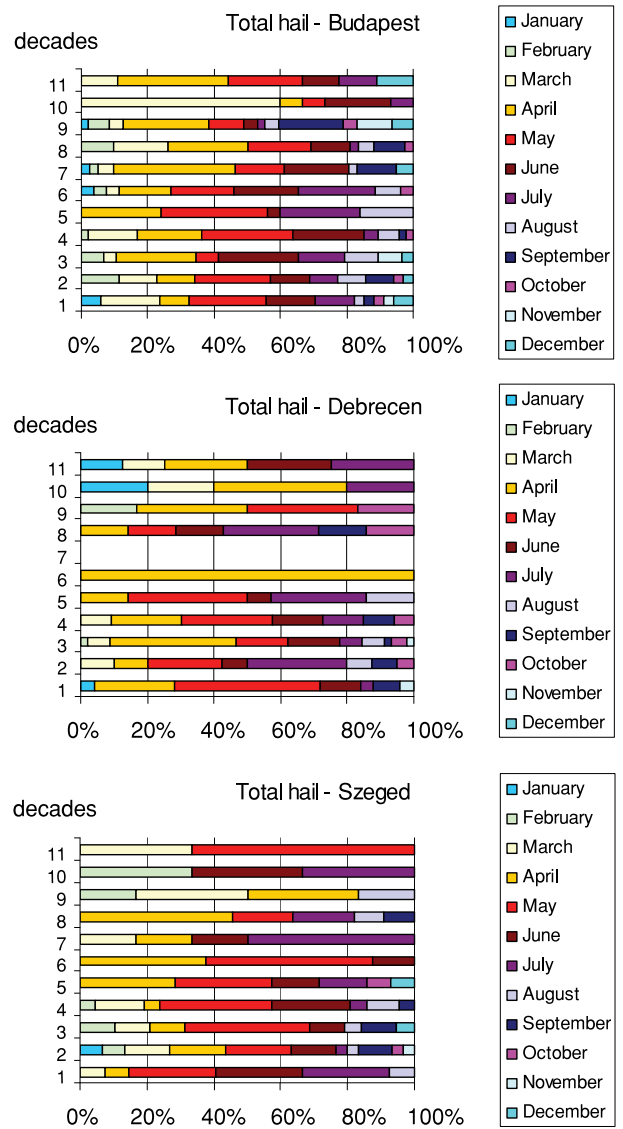 Total hail - Budapest
decades
11
10
9
8
7
6
5
4
3
2
1
0% 20% 40% 60% 80% 100%
January
February
March
April
May
June
July
August
September
October
November
December
Total hail - Debrecen
decades
11
10
9
8
7
6
5
4
3
2
1
0% 20% 40% 60% 80% 100%
January
February
March
April
May
June
July
August
September
October
November
December
Total hail - Szeged
decades
11
10
9
8
7
6
5
4
3
2
1
0% 20% 40% 60% 80% 100%
January
February
March
April
May
June
July
August
September
October
November
December